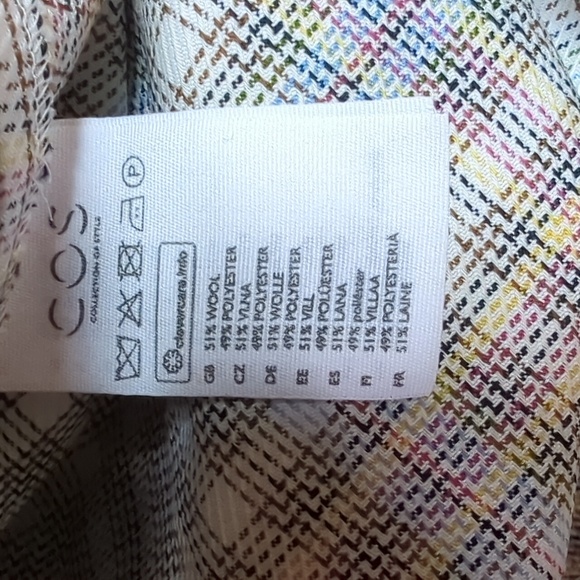 COS
COLLECTION OF STYLE
P
clevercare.info
GB 51% WOOL
49% POLYESTER
CZ 51% VLNA
49% POLYESTER
DE 51% WOLLE
49% POLYESTER
EE 51% VILL
49% POLÜESTER
ES 51% LANA
49% poliéster
FI 51% VILLAA
49% POLYESTERIÄ
FR 51% LAINE